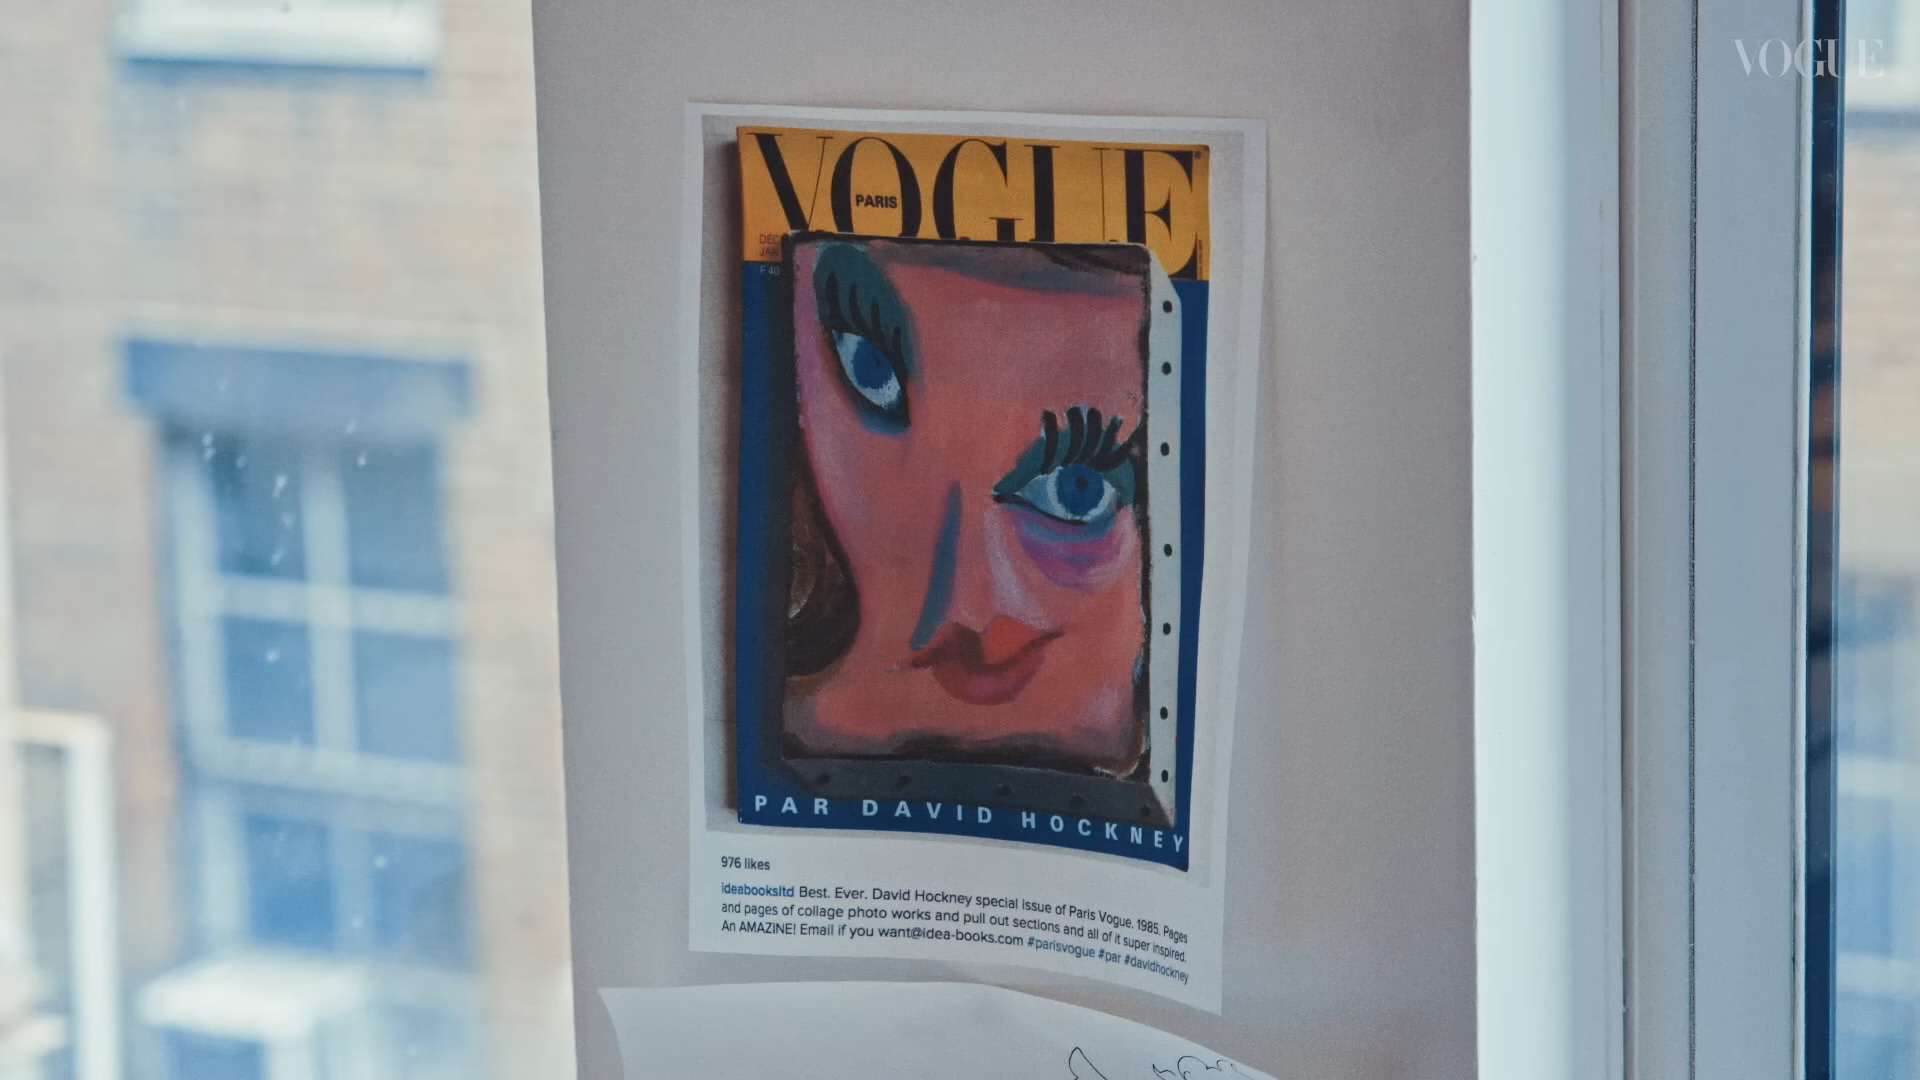 VOGUE
VOGUE
PARIS
DÉC
JAN
F 40
PAR DAVID HOCKNEY
976 likes
ideabooksltd Best. Ever. David Hockney special issue of Paris Vogue. 1985. Pages
and pages of collage photo works and pull out sections and all of it super inspired.
An AMAZINE! Email if you want@idea-books.com #parisvogue #par #davidhockney